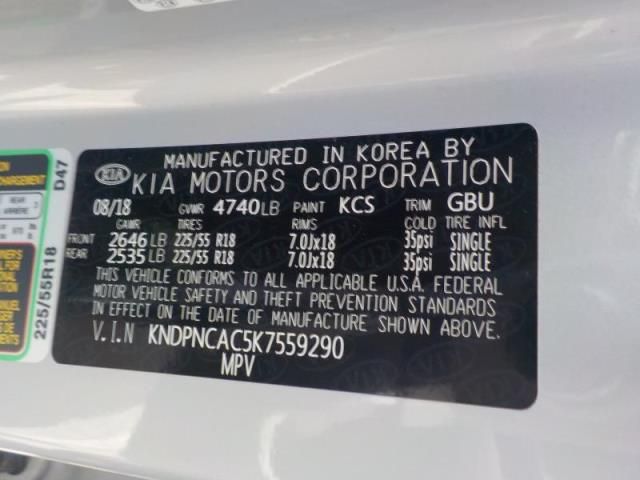 MANUFACTURED IN KOREA BY
KIA KIA MOTORS CORPORATION
08/18 GVWR 4740LB PAINT KCS TRIM GBU
GAWR TIRES RIMS COLD TIRE INFL
FRONT 2646 LB 225/55 R18 7.0Jx18 35psi SINGLE
REAR 2535 LB 225/55 R18 7.0Jx18 35psi SINGLE
THIS VEHICLE CONFORMS TO ALL APPLICABLE U.S.A. FEDERAL
MOTOR VEHICLE SAFETY AND THEFT PREVENTION STANDARDS
IN EFFECT ON THE DATE OF MANUFACTURE SHOWN ABOVE.
V.I.N KNDPNCAC5K7559290
MPV
225/55R18 D47
REAR